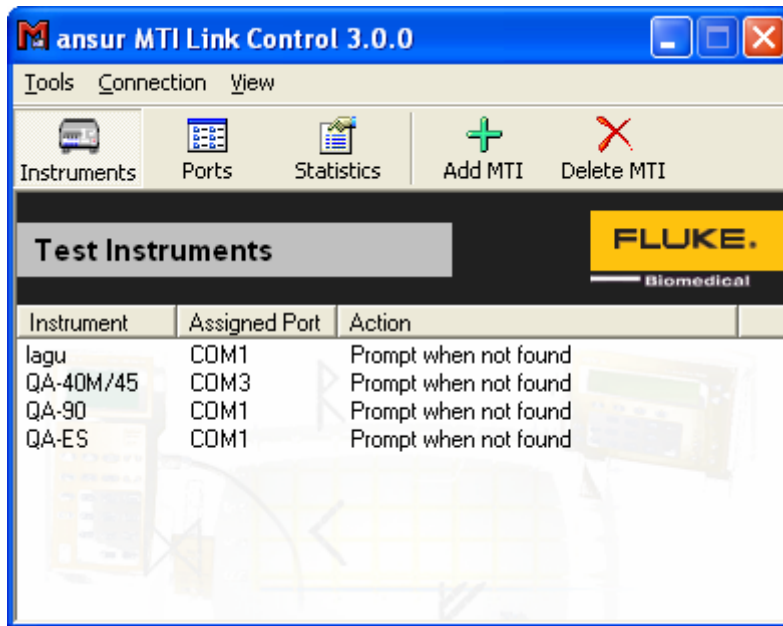 Mansur MTI Link Control 3.0.0
Tools Connection View
Instruments Ports Statistics Add MTI Delete MTI
Test Instruments
FLUKE.
Biomedical
Instrument Assigned Port Action
lagu COM1 Prompt when not found
QA-40M/45 COM3 Prompt when not found
QA-90 COM1 Prompt when not found
QA-ES COM1 Prompt when not found